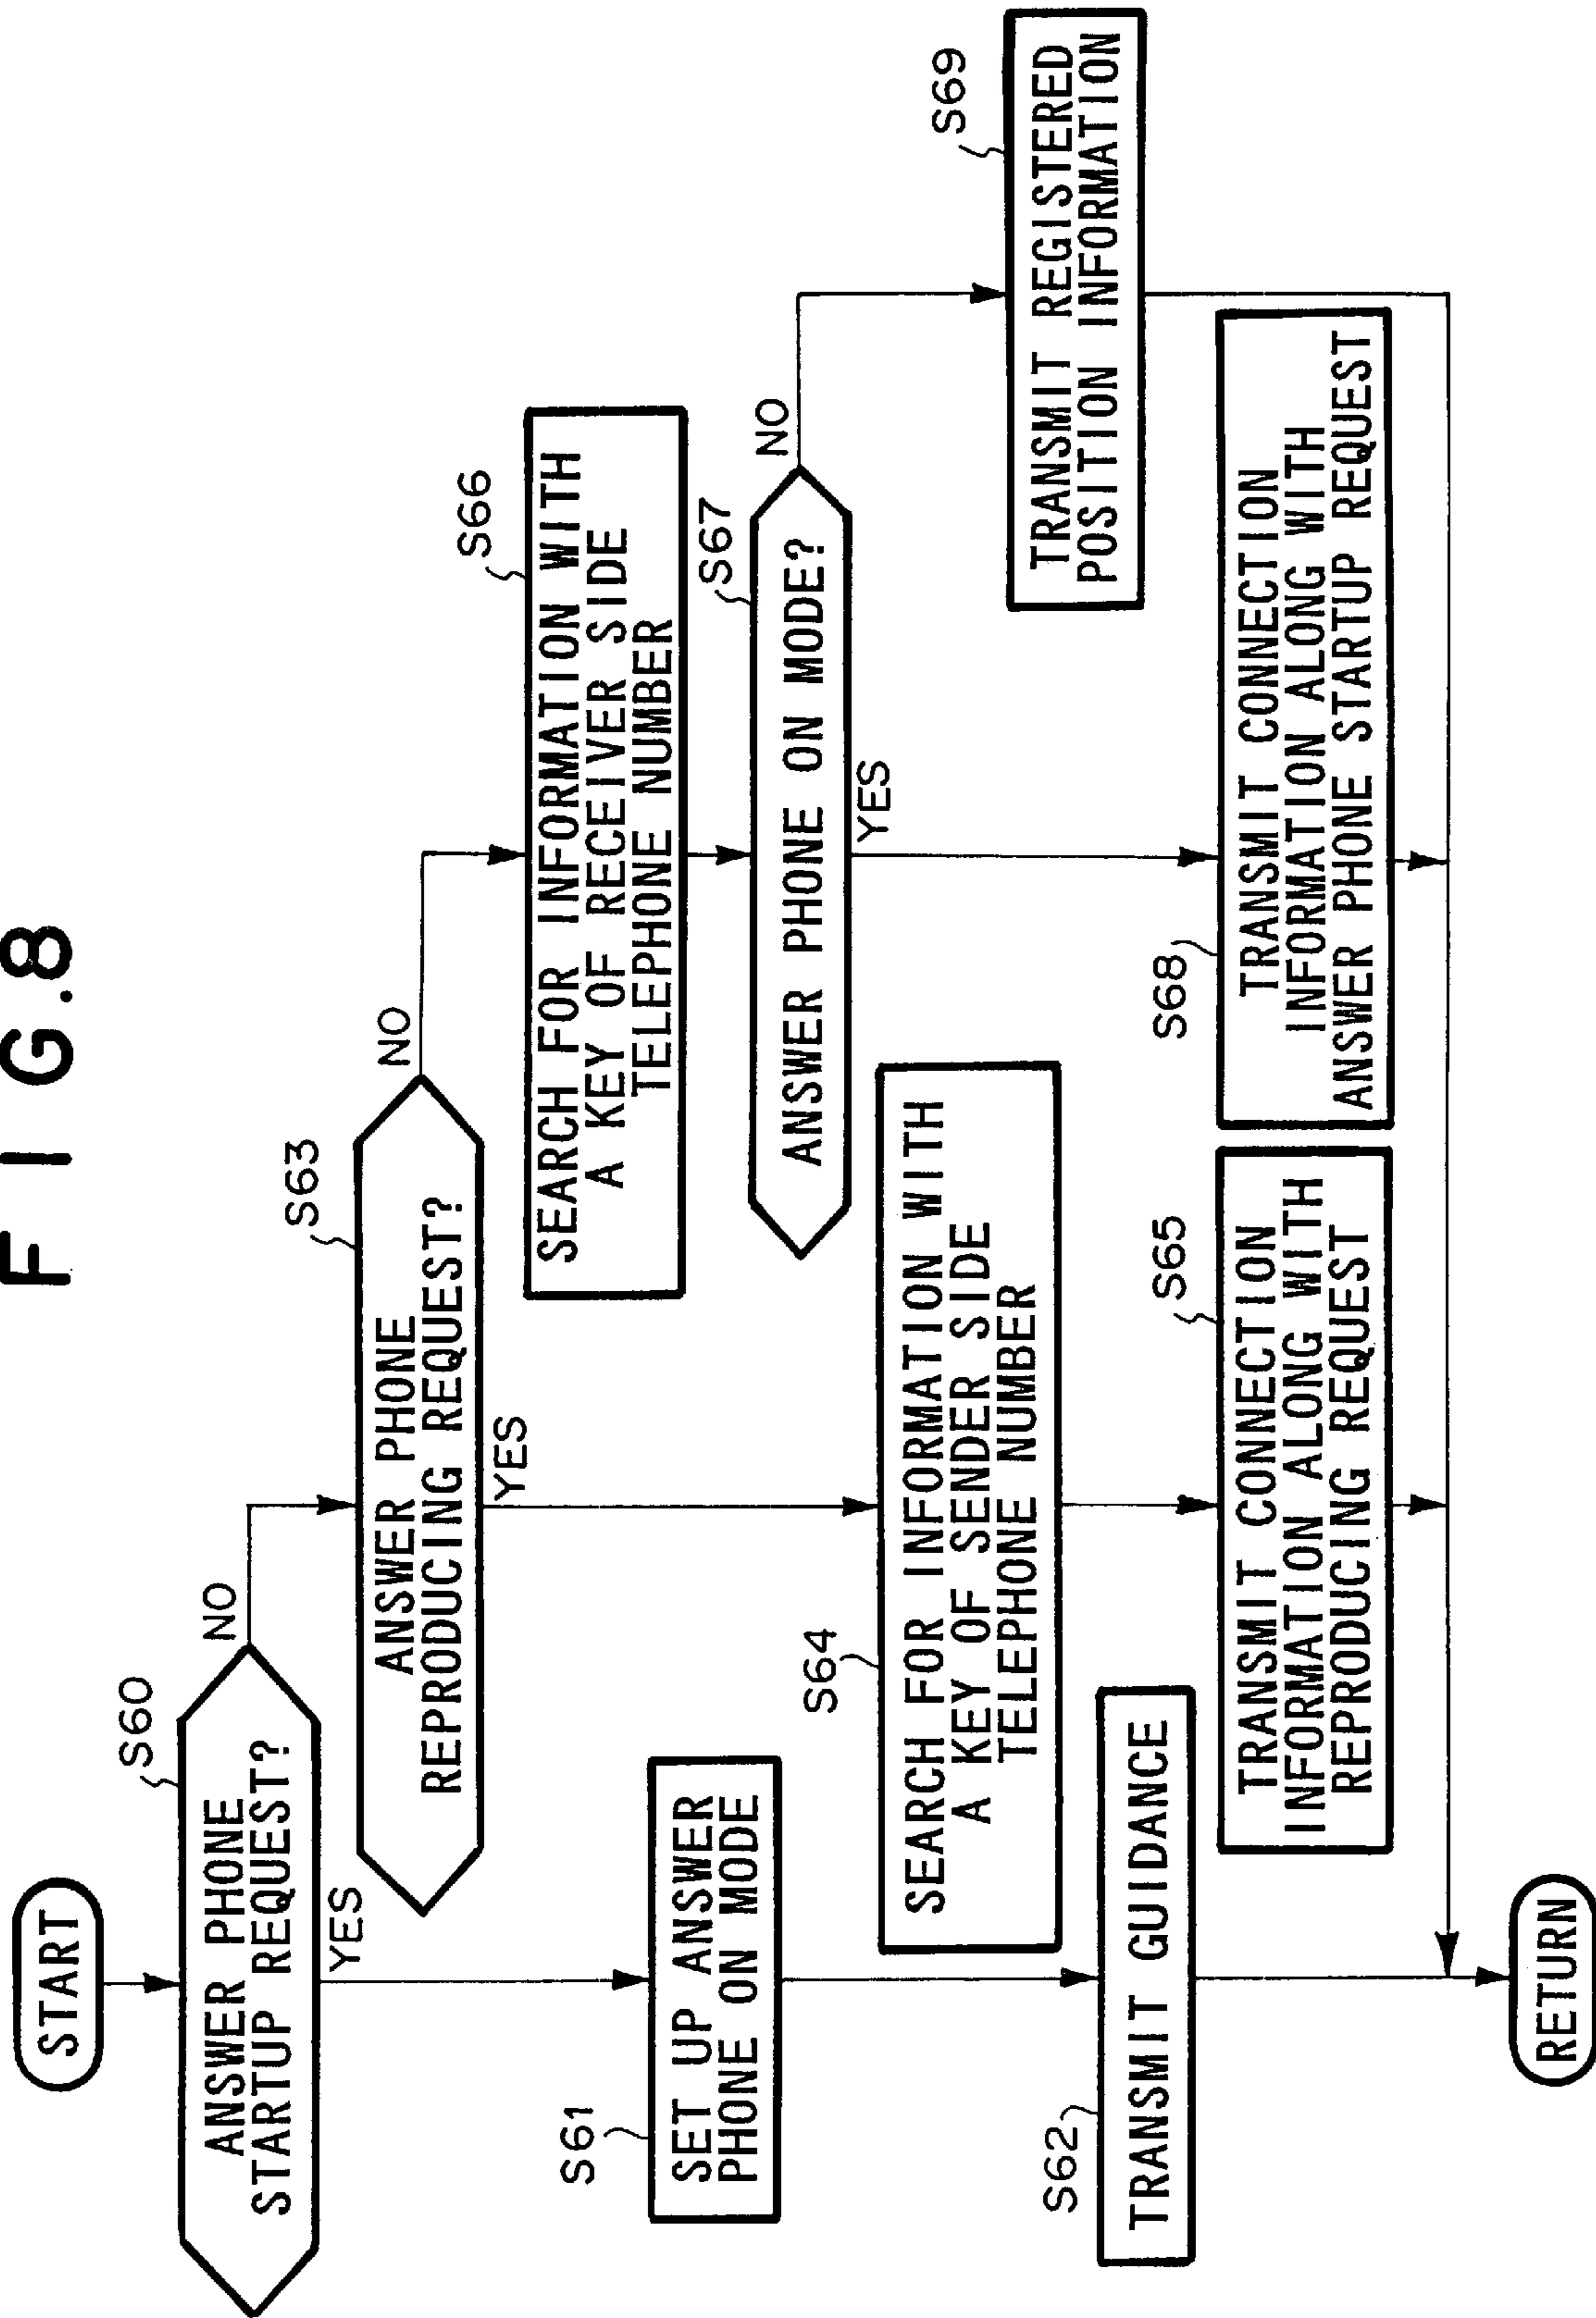 F I G.8
START
S60
ANSWER PHONE
STARTUP REQUEST?
NO
YES
S63
ANSWER PHONE
REPRODUCING REQUEST?
NO
YES
S61
SET UP ANSWER
PHONE ON MODE
S66
SEARCH FOR INFORMATION WITH
A KEY OF RECEIVER SIDE
TELEPHONE NUMBER
S67
ANSWER PHONE ON MODE?
NO
YES
S64
SEARCH FOR INFORMATION WITH
A KEY OF SENDER SIDE
TELEPHONE NUMBER
S69
TRANSMIT REGISTERED
POSITION INFORMATION
S62
TRANSMIT GUIDANCE
S65
TRANSMIT CONNECTION
INFORMATION ALONG WITH
REPRODUCING REQUEST
S68
TRANSMIT CONNECTION
INFORMATION ALONG WITH
ANSWER PHONE STARTUP REQUEST
RETURN